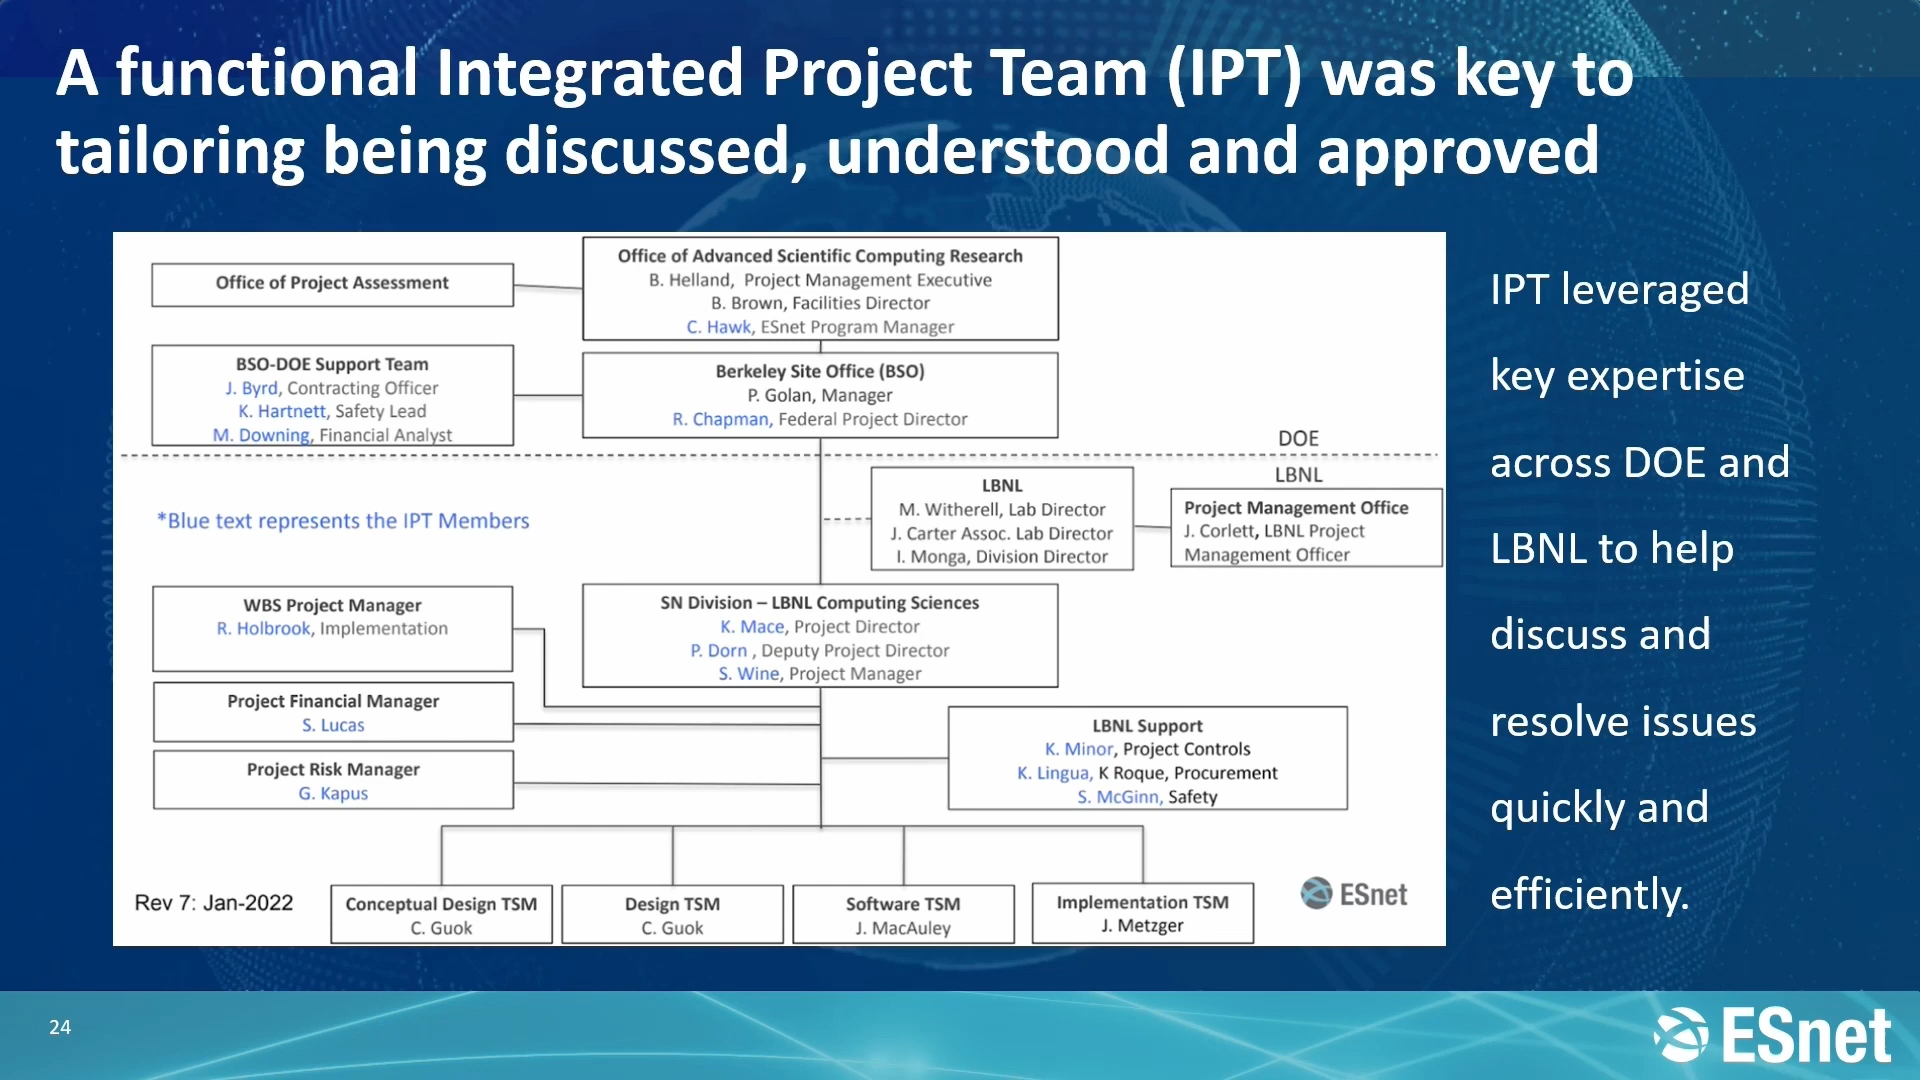 A functional Integrated Project Team (IPT) was key to
tailoring being discussed, understood and approved
Office of Project Assessment
Office of Advanced Scientific Computing Research
B. Helland, Project Management Executive
B. Brown, Facilities Director
C. Hawk, ESnet Program Manager
BSO-DOE Support Team
J. Byrd, Contracting Officer
K. Hartnett, Safety Lead
M. Downing, Financial Analyst
Berkeley Site Office (BSO)
P. Golan, Manager
R. Chapman, Federal Project Director
DOE
LBNL
*Blue text represents the IPT Members
LBNL
M. Witherell, Lab Director
J. Carter Assoc. Lab Director
I. Monga, Division Director
Project Management Office
J. Corlett, LBNL Project
Management Officer
WBS Project Manager
R. Holbrook, Implementation
SN Division – LBNL Computing Sciences
K. Mace, Project Director
P. Dorn , Deputy Project Director
S. Wine, Project Manager
Project Financial Manager
S. Lucas
Project Risk Manager
G. Kapus
LBNL Support
K. Minor, Project Controls
K. Lingua, K Roque, Procurement
S. McGinn, Safety
Rev 7: Jan-2022
Conceptual Design TSM
C. Guok
Design TSM
C. Guok
Software TSM
J. MacAuley
Implementation TSM
J. Metzger
ESnet
IPT leveraged
key expertise
across DOE and
LBNL to help
discuss and
resolve issues
quickly and
efficiently.
24
ESnet